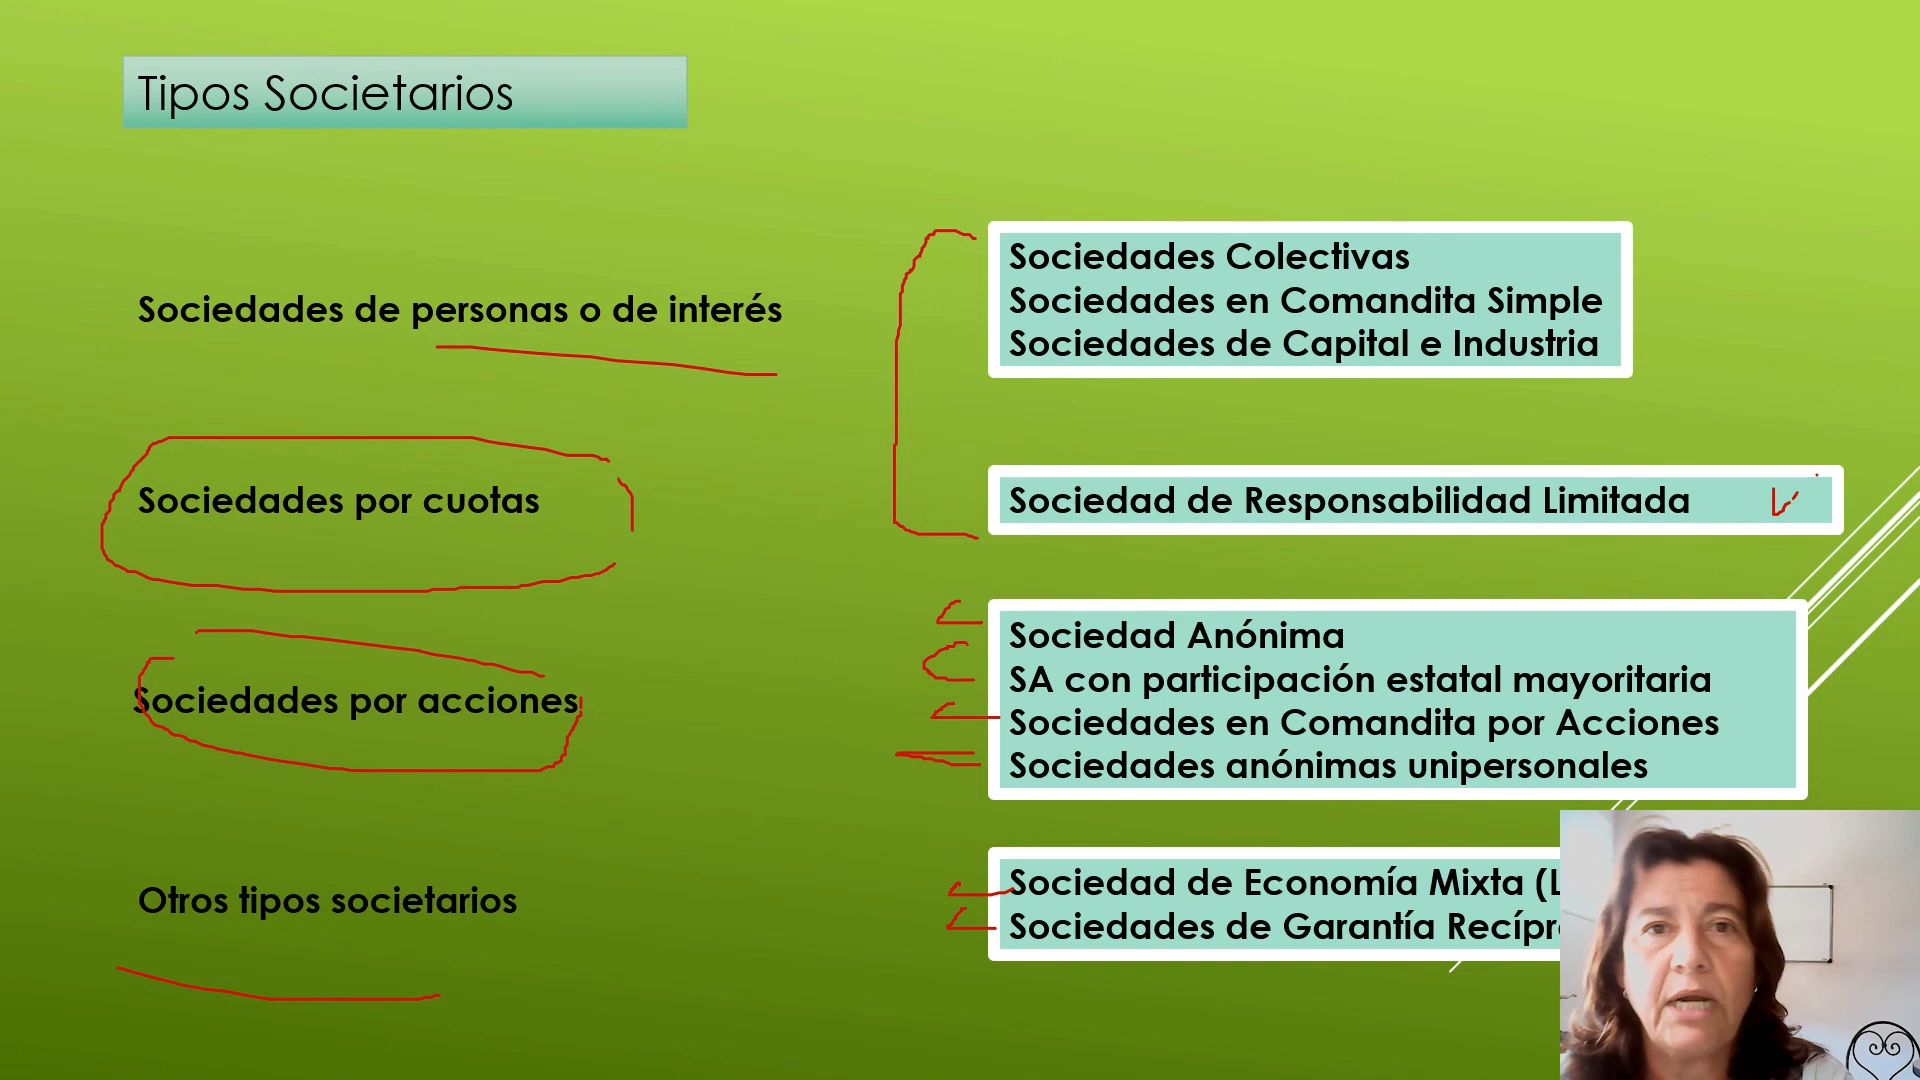 Tipos Societarios
Sociedades de personas o de interés
Sociedades Colectivas
Sociedades en Comandita Simple
Sociedades de Capital e Industria
Sociedades por cuotas
Sociedad de Responsabilidad Limitada
Sociedades por acciones
Sociedad Anónima
SA con participación estatal mayoritaria
Sociedades en Comandita por Acciones
Sociedades anónimas unipersonales
Otros tipos societarios
Sociedad de Economía Mixta (L
Sociedades de Garantía